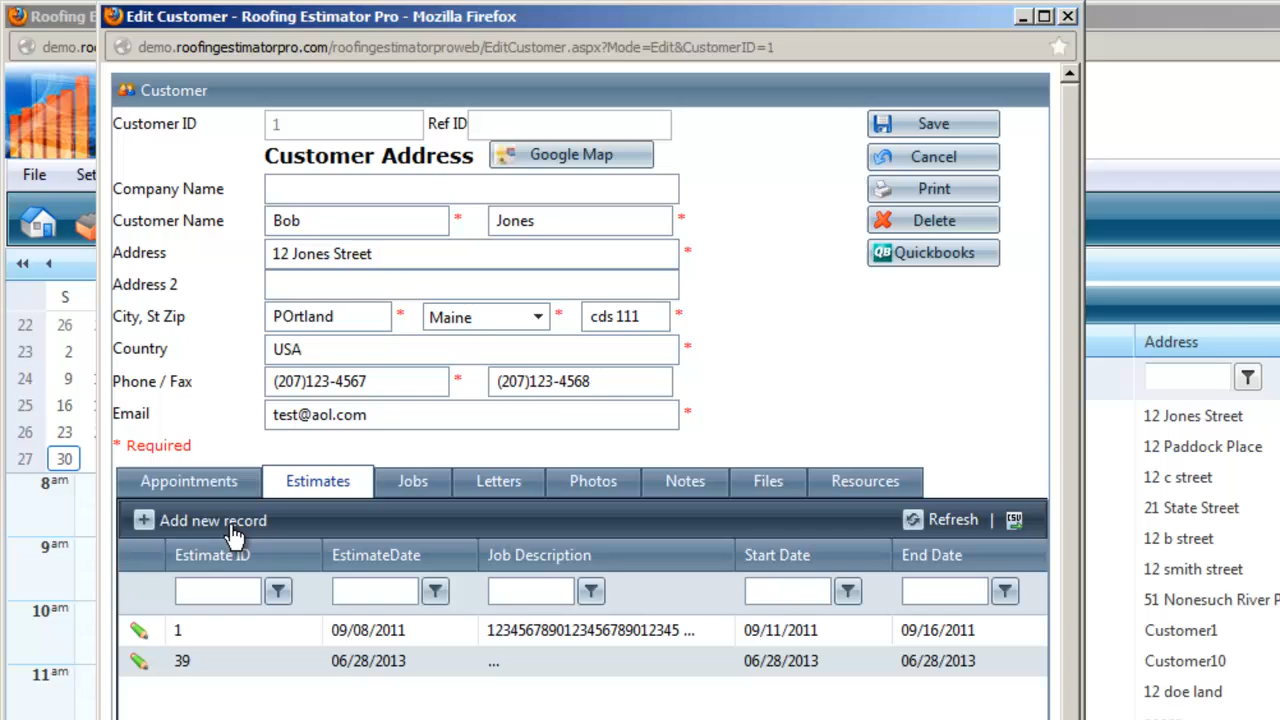 Roofing E
Edit Customer - Roofing Estimator Pro - Mozilla Firefox
demo.roo
demo.roofingestimatorpro.com/roofingestimatorproweb/EditCustomer.aspx?Mode=Edit&CustomerID=1
File
Set
S
22 26
23 2
24 9
25 16
26 23
27 30
8am
9am
10am
11am
Customer
Customer ID 1 Ref ID
Customer Address Google Map
Company Name
Customer Name Bob * Jones *
Address 12 Jones Street *
Address 2
City, St Zip POrtland * Maine * cds 111 *
Country USA *
Phone / Fax (207)123-4567 * (207)123-4568
Email test@aol.com *
* Required
Save
Cancel
Print
Delete
QB Quickbooks
Appointments Estimates Jobs Letters Photos Notes Files Resources
Add new record Refresh | CSV
Estimate ID EstimateDate Job Description Start Date End Date
1 09/08/2011 1234567890123456789012345 ... 09/11/2011 09/16/2011
39 06/28/2013 ... 06/28/2013 06/28/2013
Address
12 Jones Street
12 Paddock Place
12 c street
21 State Street
12 b street
12 smith street
51 Nonesuch River P
Customer1
Customer10
12 doe land